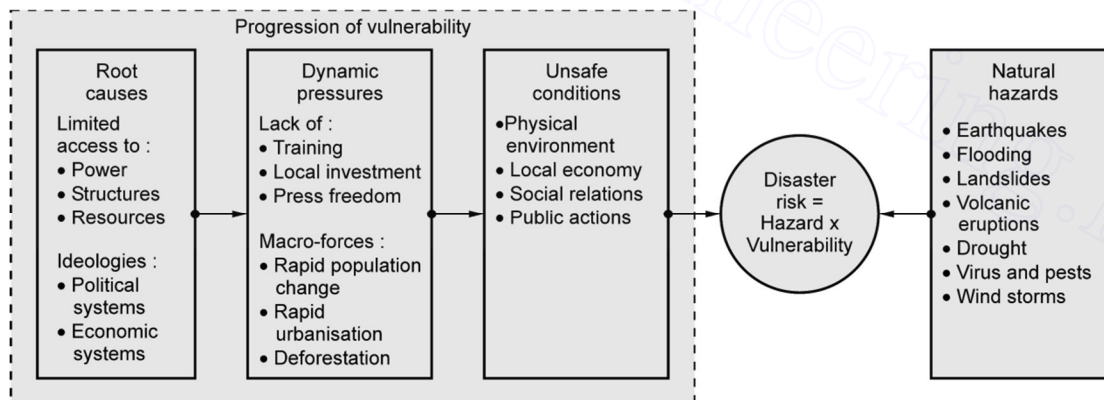 Progression of vulnerability
Root
causes
Limited
access to :
• Power
• Structures
• Resources
Ideologies :
• Political
systems
• Economic
systems
Dynamic
pressures
Lack of :
• Training
• Local investment
• Press freedom
Macro-forces :
• Rapid population
change
• Rapid
urbanisation
• Deforestation
Unsafe
conditions
•Physical
environment
• Local economy
• Social relations
• Public actions
Disaster
risk =
Hazard x
Vulnerability
Natural
hazards
• Earthquakes
• Flooding
• Landslides
• Volcanic
eruptions
• Drought
• Virus and pests
• Wind storms